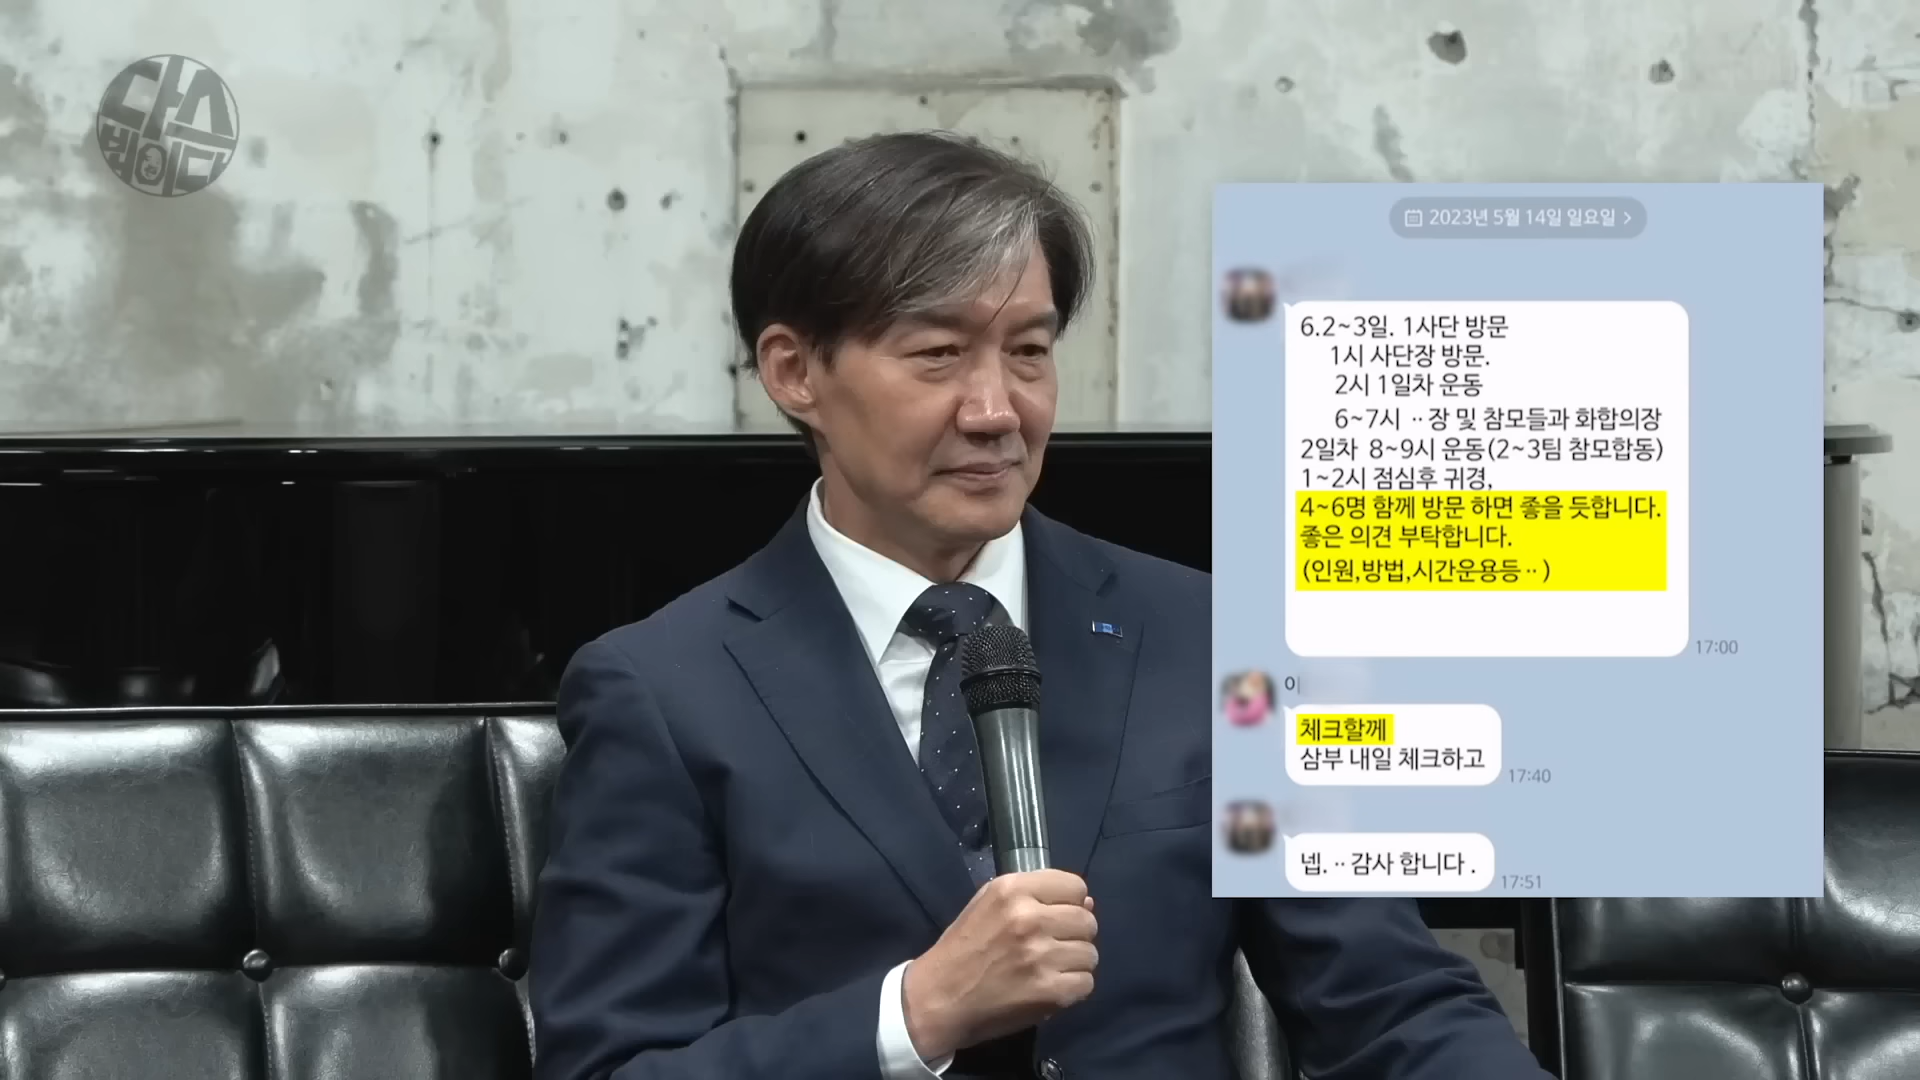 다스
뵈이다
2023년 5월 14일 일요일 >
6.2~3일. 1사단 방문
1시 사단장 방문.
2시 1일차 운동
6~7시 ··장 및 참모들과 화합의장
2일차 8~9시 운동(2~3팀 참모합동)
1~2시 점심후 귀경,
4~6명 함께 방문 하면 좋을 듯합니다.
좋은 의견 부탁합니다.
(인원,방법,시간운용등··)
17:00
이
체크할께
삼부 내일 체크하고
17:40
넵. ··감사 합니다 .
17:51